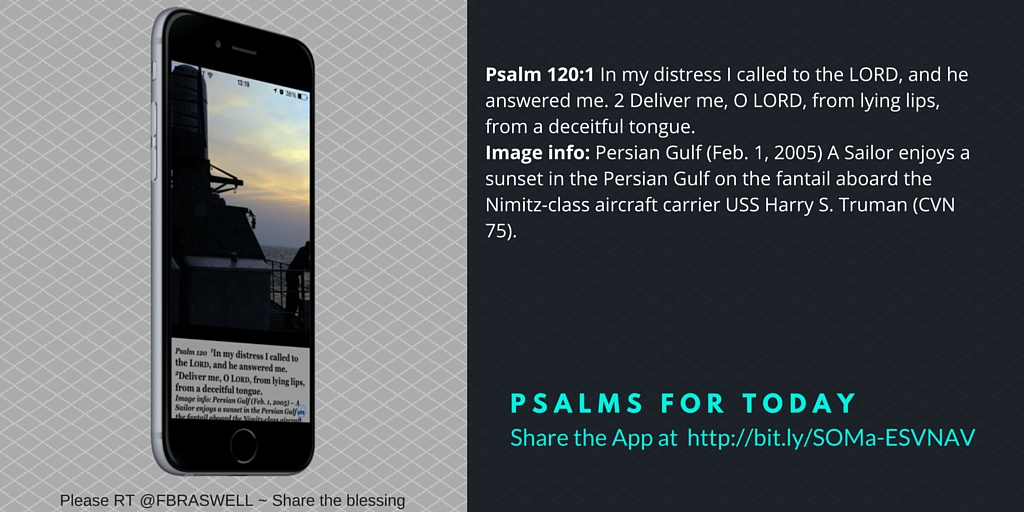 13:19
38%
Psalm 120 ¹In my distress I called to
the LORD, and he answered me.
²Deliver me, O LORD, from lying lips,
from a deceitful tongue.
Image info: Persian Gulf (Feb. 1, 2005) – A
Sailor enjoys a sunset in the Persian Gulf on
the fantail aboard the Nimitz-class aircraft
Please RT @FBRASWELL ~ Share the blessing
Psalm 120:1 In my distress I called to the LORD, and he
answered me. 2 Deliver me, O LORD, from lying lips,
from a deceitful tongue.
Image info: Persian Gulf (Feb. 1, 2005) A Sailor enjoys a
sunset in the Persian Gulf on the fantail aboard the
Nimitz-class aircraft carrier USS Harry S. Truman (CVN
75).
PSALMS FOR TODAY
Share the App at http://bit.ly/SOMa-ESVNAV